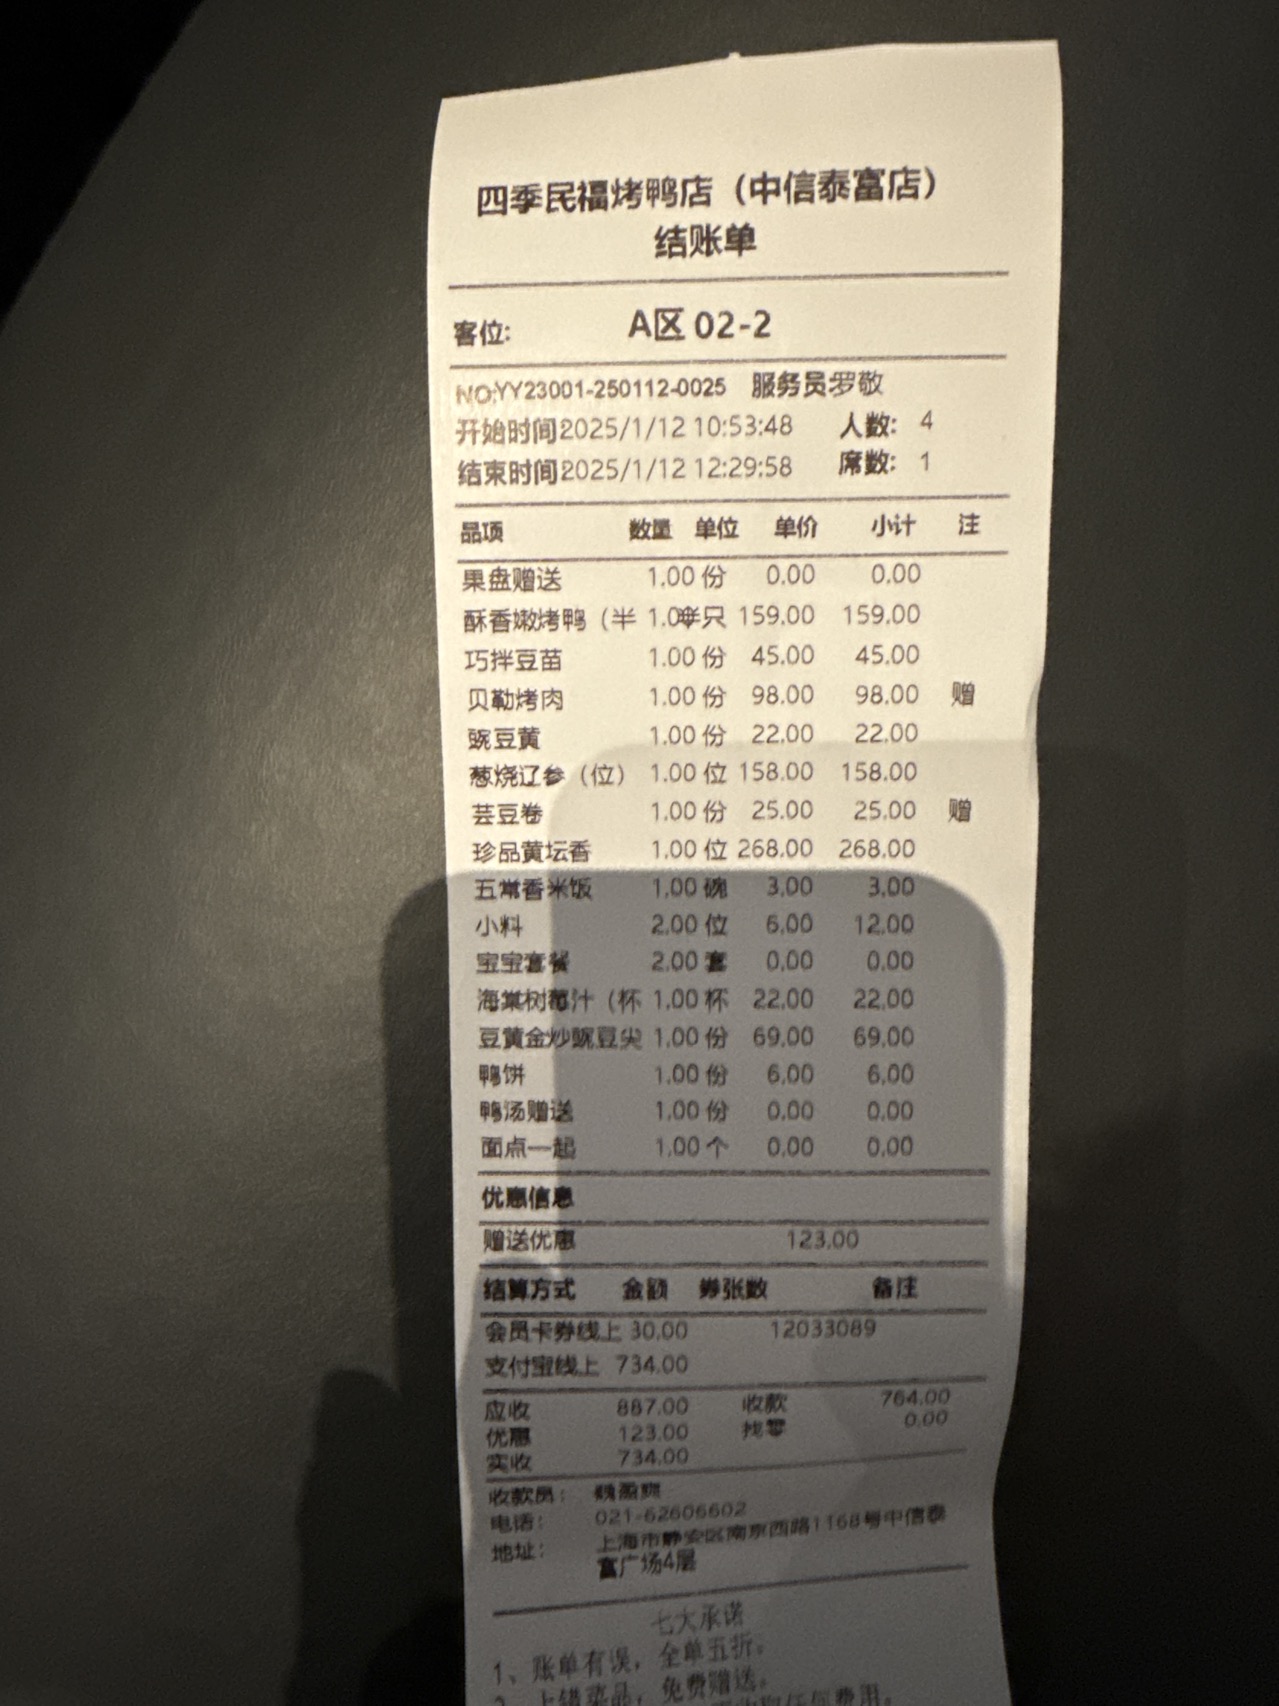 四季民福烤鸭店（中信泰富店）
结账单
客位: A区 02-2
NO:YY23001-250112-0025 服务员:罗敬
开始时间2025/1/12 10:53:48 人数: 4
结束时间2025/1/12 12:29:58 席数: 1
品项 数量 单位 单价 小计 注
果盘赠送 1.00 份 0.00 0.00
酥香嫩烤鸭（半 1.00半只 159.00 159.00
巧拌豆苗 1.00 份 45.00 45.00
贝勒烤肉 1.00 份 98.00 98.00 赠
豌豆黄 1.00 份 22.00 22.00
葱烧辽参（位） 1.00 位 158.00 158.00
芸豆卷 1.00 份 25.00 25.00 赠
珍品黄坛香 1.00 位 268.00 268.00
五常香米饭 1.00 碗 3.00 3.00
小料 2.00 位 6.00 12.00
宝宝套餐 2.00 套 0.00 0.00
海棠树莓汁（杯 1.00 杯 22.00 22.00
豆黄金炒豌豆尖 1.00 份 69.00 69.00
鸭饼 1.00 份 6.00 6.00
鸭汤赠送 1.00 份 0.00 0.00
面点一起 1.00 个 0.00 0.00
优惠信息
赠送优惠 123.00
结算方式 金额 券张数 备注
会员卡券线上 30.00 12033089
支付宝线上 734.00
应收 887.00 收款 764.00
优惠 123.00 找零 0.00
实收 734.00
收款员: 魏盈爽
电话: 021-62606602
地址: 上海市静安区南京西路1168号中信泰
富广场4层
七大承诺
1、账单有误，全单五折。
上错菜品，免费赠送。
任何费用。